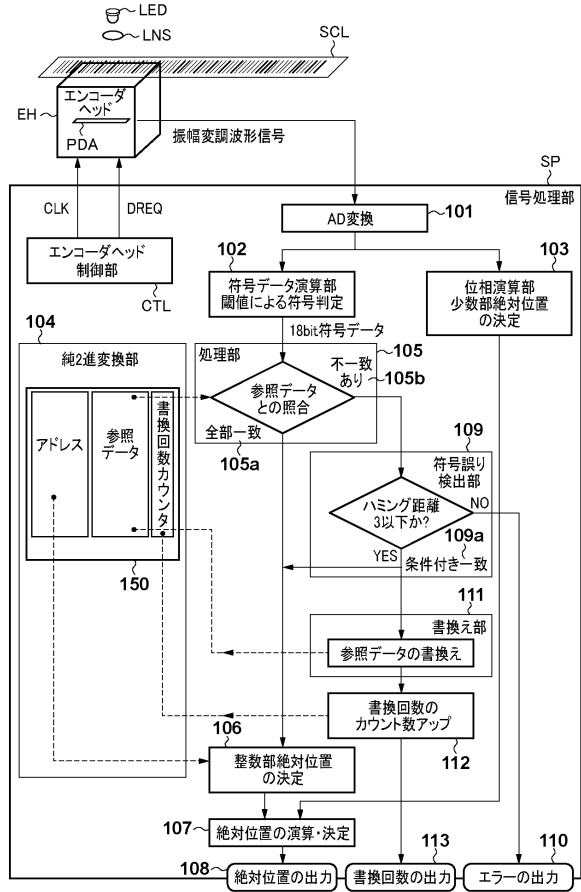 LED
LNS
SCL
エンコーダ
ヘッド
EH
PDA
振幅変調波形信号
SP
信号処理部
CLK
DREQ
AD変換
101
エンコーダヘッド
制御部
CTL
102
符号データ演算部
閾値による符号判定
103
位相演算部
少数部絶対位置
の決定
18bit符号データ
104
純2進変換部
処理部
105
不一致
あり
105b
参照データ
との照合
全部一致
105a
アドレス
参照
データ
書換回数カウンタ
150
109
符号誤り
検出部
ハミング距離
3以下か?
NO
109a
YES
条件付き一致
111
書換え部
参照データの書換え
書換回数の
カウント数アップ
112
106
整数部絶対位置
の決定
107
絶対位置の演算・決定
108
絶対位置の出力
113
書換回数の出力
110
エラーの出力